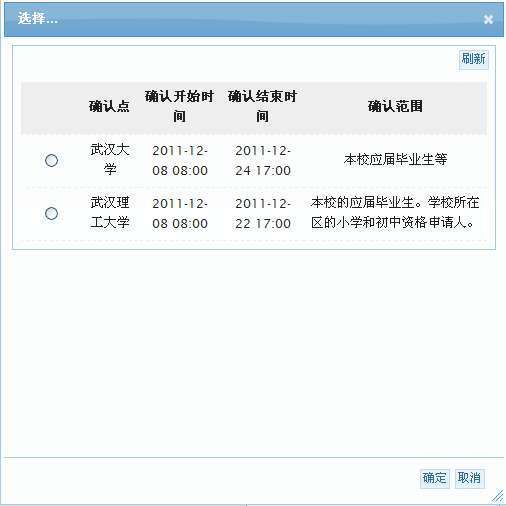 选择...
刷新
确认点 确认开始时间 确认结束时间 确认范围
武汉大学 2011-12-08 08:00 2011-12-24 17:00 本校应届毕业生等
武汉理工大学 2011-12-08 08:00 2011-12-22 17:00 本校的应届毕业生。学校所在区的小学和初中资格申请人。
确定 取消